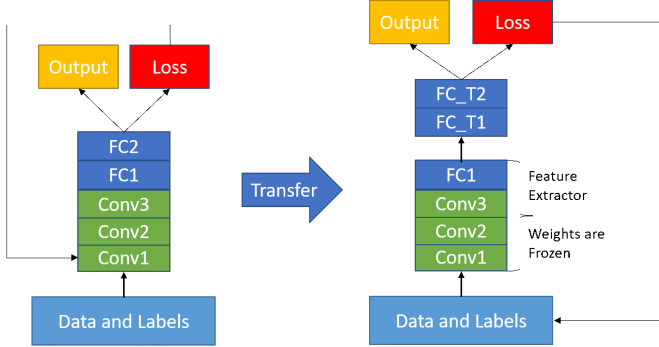 Output
Loss
FC2
FC1
Conv3
Conv2
Conv1
Data and Labels
Transfer
Output
Loss
FC_T2
FC_T1
FC1
Conv3
Conv2
Conv1
Feature
Extractor
Weights are
Frozen
Data and Labels